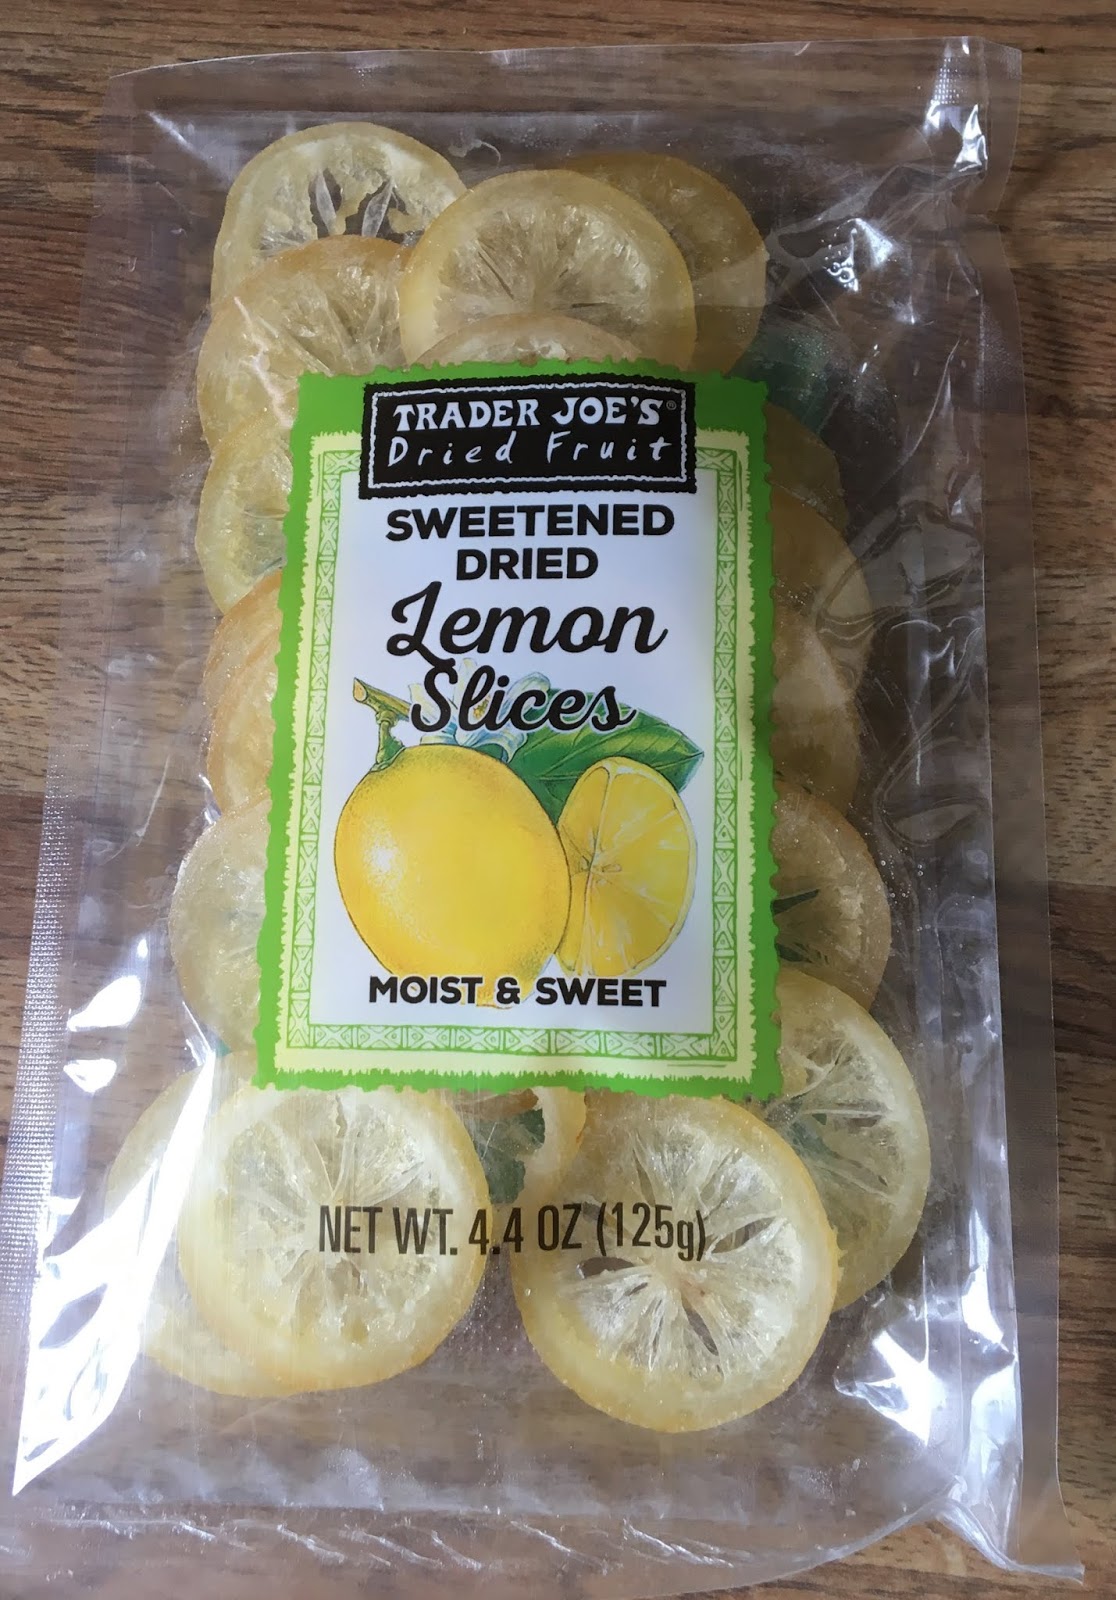 TRADER JOE'S®
Dried Fruit
SWEETENED
DRIED
Lemon
Slices
MOIST & SWEET
NET WT. 4.4 OZ (125g)